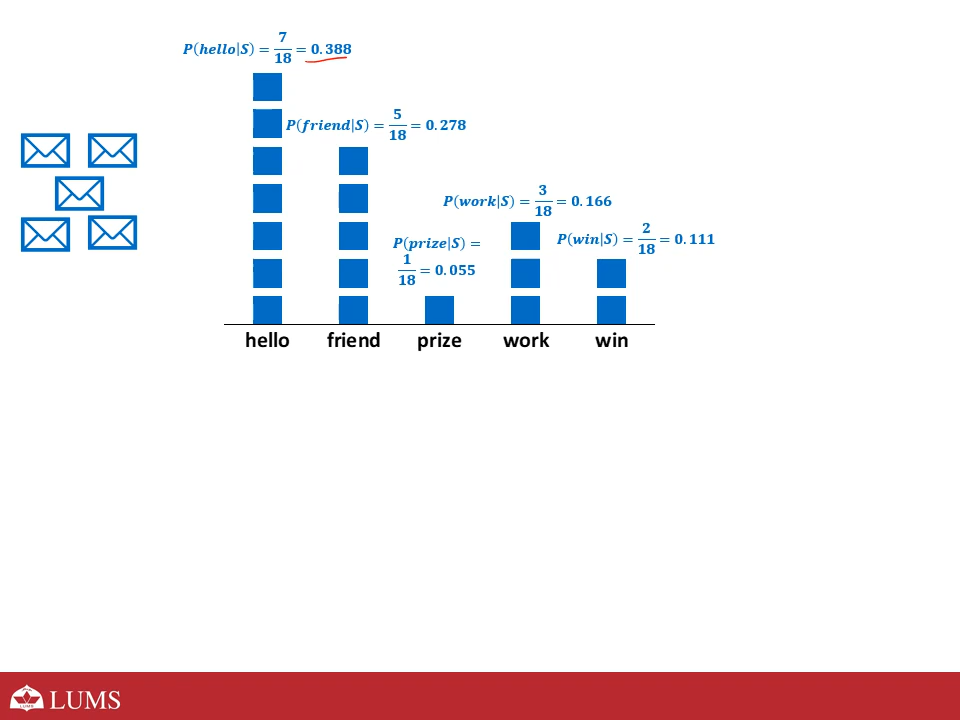 P(hello|S) = 7/18 = 0.388
P(friend|S) = 5/18 = 0.278
P(work|S) = 3/18 = 0.166
P(prize|S) =
1/18 = 0.055
P(win|S) = 2/18 = 0.111
hello friend prize work win
LUMS
LUMS